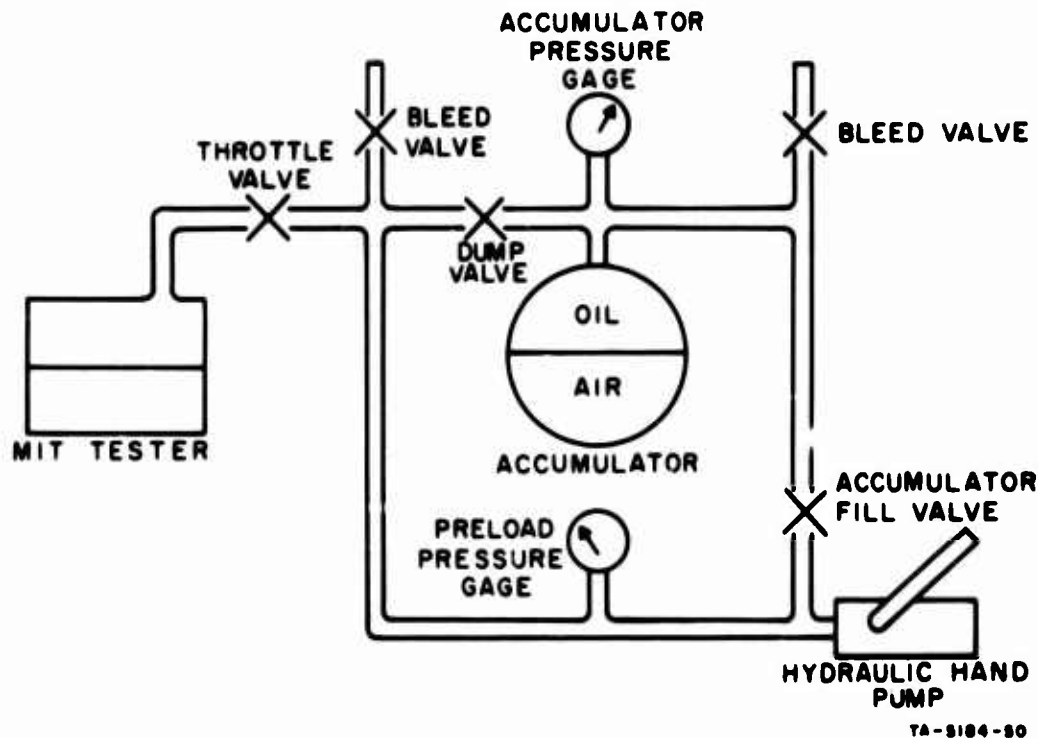 ACCUMULATOR
PRESSURE
GAGE
BLEED
VALVE
BLEED VALVE
THROTTLE
VALVE
DUMP
VALVE
OIL
AIR
MIT TESTER
ACCUMULATOR
ACCUMULATOR
FILL VALVE
PRELOAD
PRESSURE
GAGE
HYDRAULIC HAND
PUMP
TA-5184-50